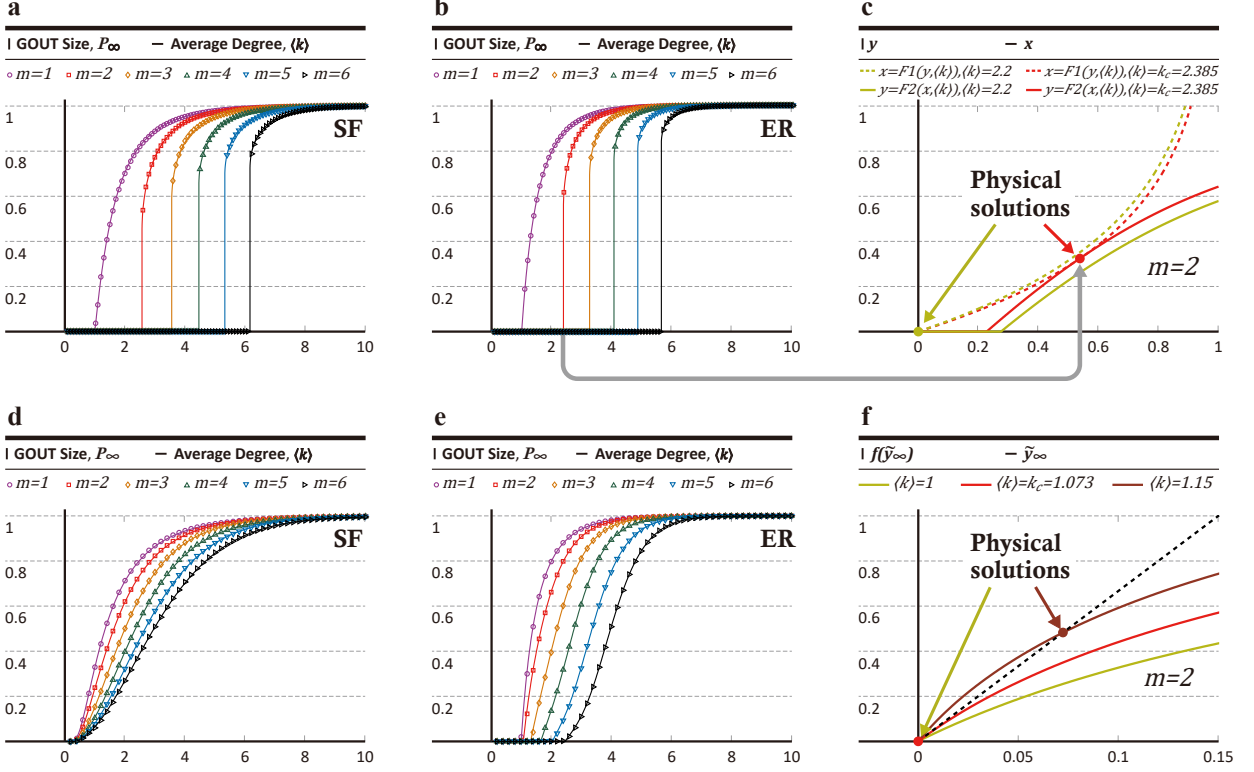 a
GOUT Size, P∞ — Average Degree, ⟨k⟩
m=1 m=2 m=3 m=4 m=5 m=6
SF
1
0.8
0.6
0.4
0.2
0 2 4 6 8 10
b
GOUT Size, P∞ — Average Degree, ⟨k⟩
m=1 m=2 m=3 m=4 m=5 m=6
ER
1
0.8
0.6
0.4
0.2
0 2 4 6 8 10
c
y — x
x=F1(y,⟨k⟩),⟨k⟩=2.2 x=F1(y,⟨k⟩),⟨k⟩=k_c=2.385
y=F2(x,⟨k⟩),⟨k⟩=2.2 y=F2(x,⟨k⟩),⟨k⟩=k_c=2.385
1
0.8
0.6
0.4
0.2
Physical
solutions
m=2
0 0.2 0.4 0.6 0.8 1
d
GOUT Size, P∞ — Average Degree, ⟨k⟩
m=1 m=2 m=3 m=4 m=5 m=6
SF
1
0.8
0.6
0.4
0.2
0 2 4 6 8 10
e
GOUT Size, P∞ — Average Degree, ⟨k⟩
m=1 m=2 m=3 m=4 m=5 m=6
ER
1
0.8
0.6
0.4
0.2
0 2 4 6 8 10
f
f(ỹ∞) — ỹ∞
⟨k⟩=1 ⟨k⟩=k_c=1.073 ⟨k⟩=1.15
1
0.8
0.6
0.4
0.2
Physical
solutions
m=2
0 0.05 0.1 0.15